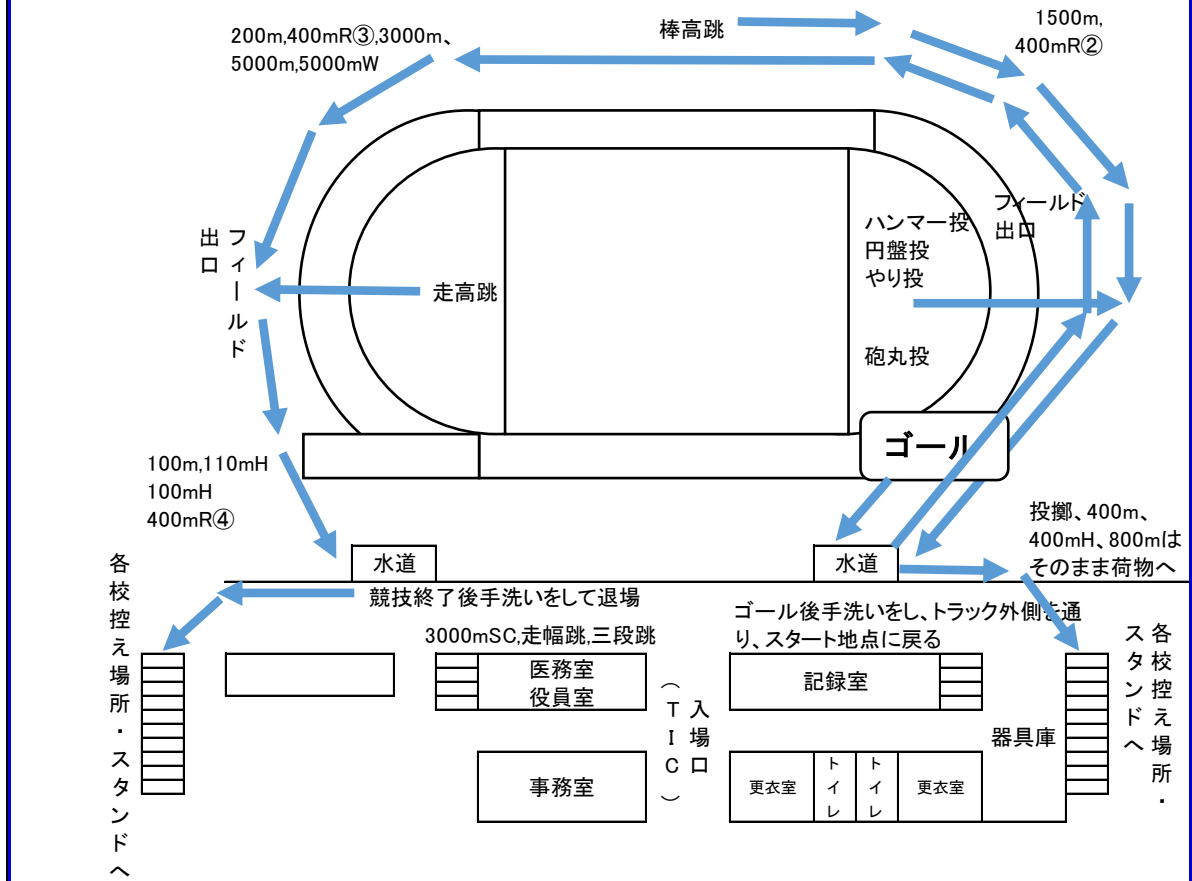 棒高跳
1500m,
400mR②
200m,400mR③,3000m、
5000m,5000mW
フィールド
出口
ハンマー投
円盤投
やり投
フィールド
出口
走高跳
砲丸投
ゴール
100m,110mH
100mH
400mR④
投擲、400m、
400mH、800mは
そのまま荷物へ
水道
水道
競技終了後手洗いをして退場
ゴール後手洗いをし、トラック外側を通
り、スタート地点に戻る
3000mSC,走幅跳,三段跳
各校控え場所・スタンドへ
医務室
役員室
入場口
(TIC)
記録室
器具庫
各校控え場所・
スタンドへ
事務室
更衣室
トイレ
トイレ
更衣室